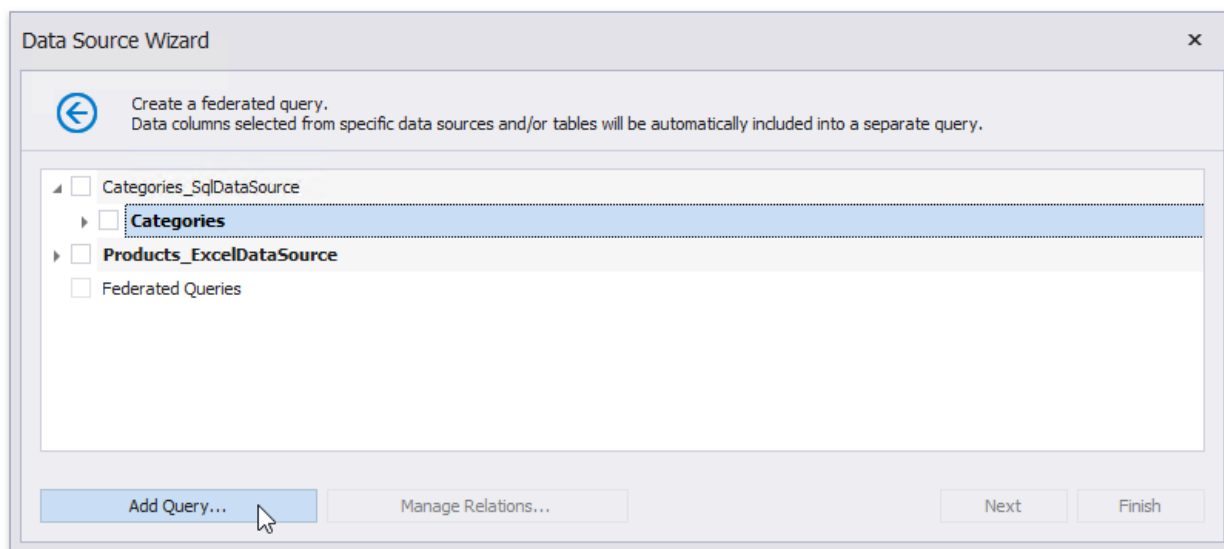 Data Source Wizard
Create a federated query.
Data columns selected from specific data sources and/or tables will be automatically included into a separate query.
Categories_SqlDataSource
Categories
Products_ExcelDataSource
Federated Queries
Add Query...
Manage Relations...
Next
Finish